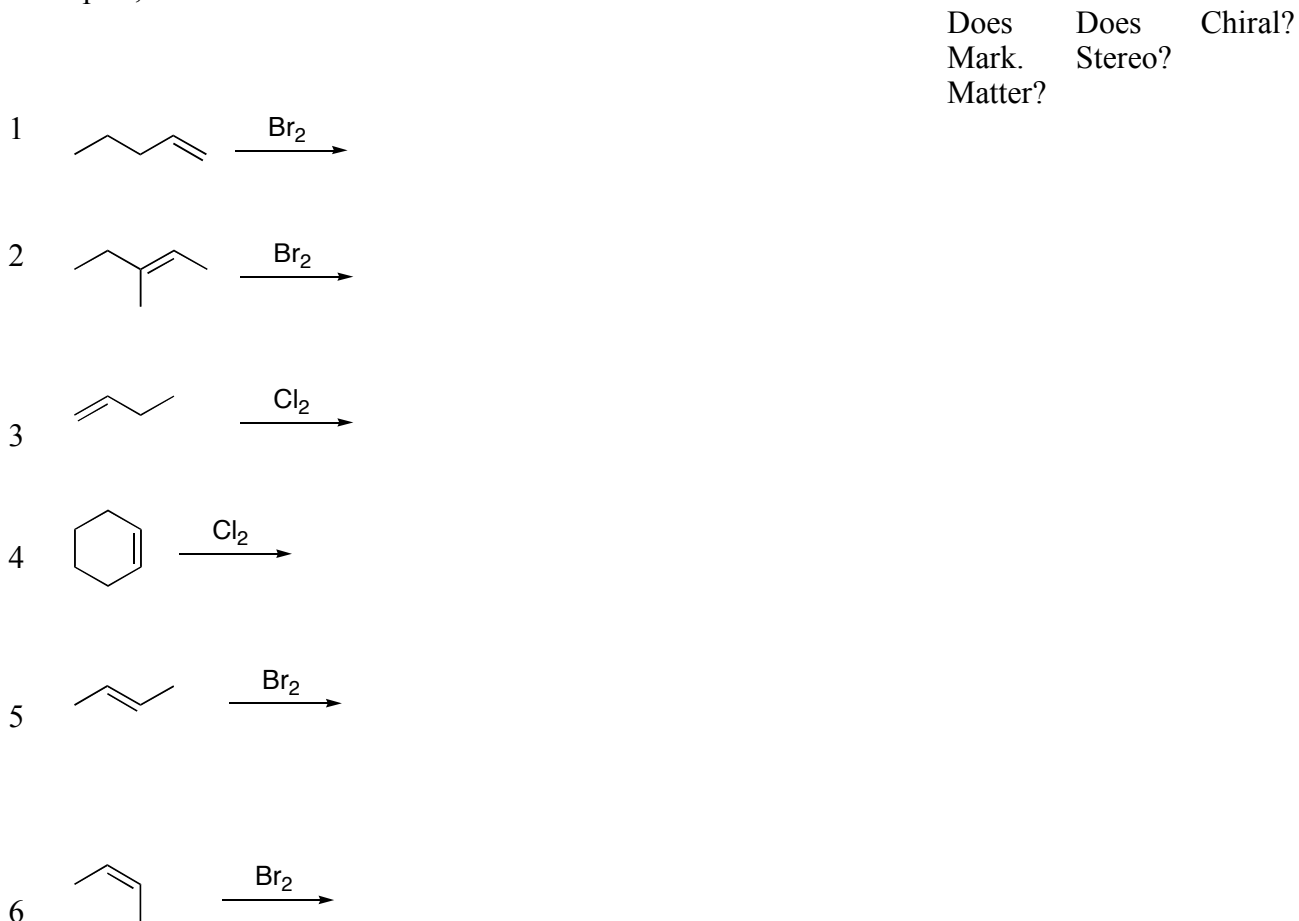 Does Does Chiral?
Mark. Stereo?
Matter?
1 Br₂
2 Br₂
3 Cl₂
4 Cl₂
5 Br₂
6 Br₂